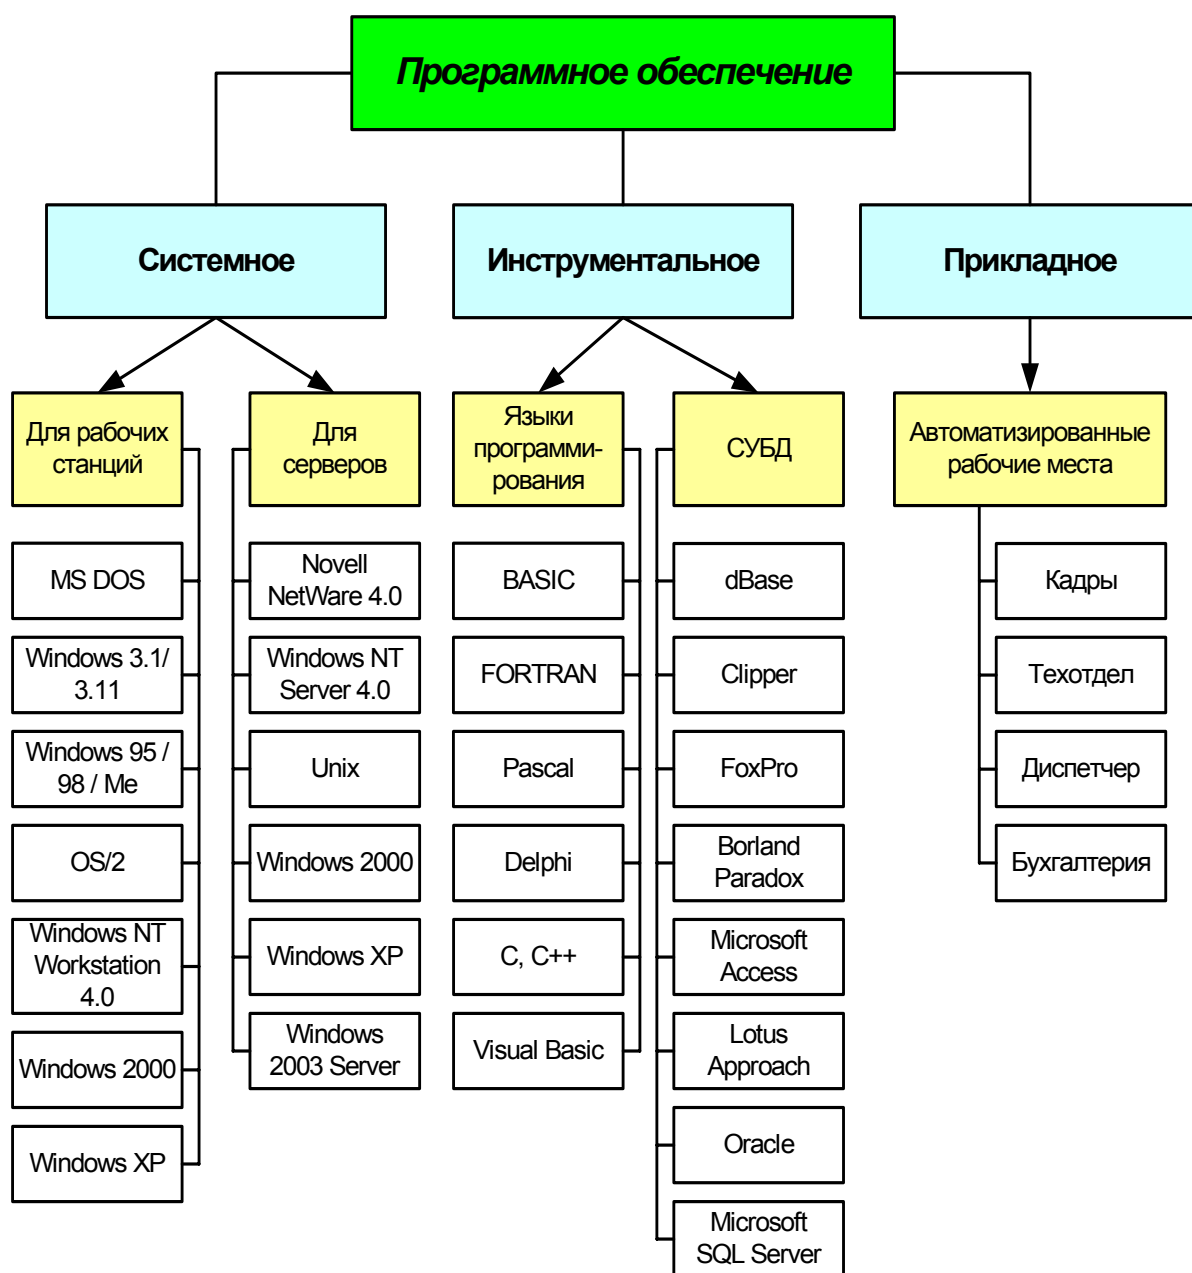 Программное обеспечение
Системное
Инструментальное
Прикладное
Для рабочих
станций
Для
серверов
Языки
программи-
рования
СУБД
Автоматизированные
рабочие места
MS DOS
Windows 3.1/
3.11
Windows 95 /
98 / Me
OS/2
Windows NT
Workstation
4.0
Windows 2000
Windows XP
Novell
NetWare 4.0
Windows NT
Server 4.0
Unix
Windows 2000
Windows XP
Windows
2003 Server
BASIC
FORTRAN
Pascal
Delphi
C, C++
Visual Basic
dBase
Clipper
FoxPro
Borland
Paradox
Microsoft
Access
Lotus
Approach
Oracle
Microsoft
SQL Server
Кадры
Техотдел
Диспетчер
Бухгалтерия